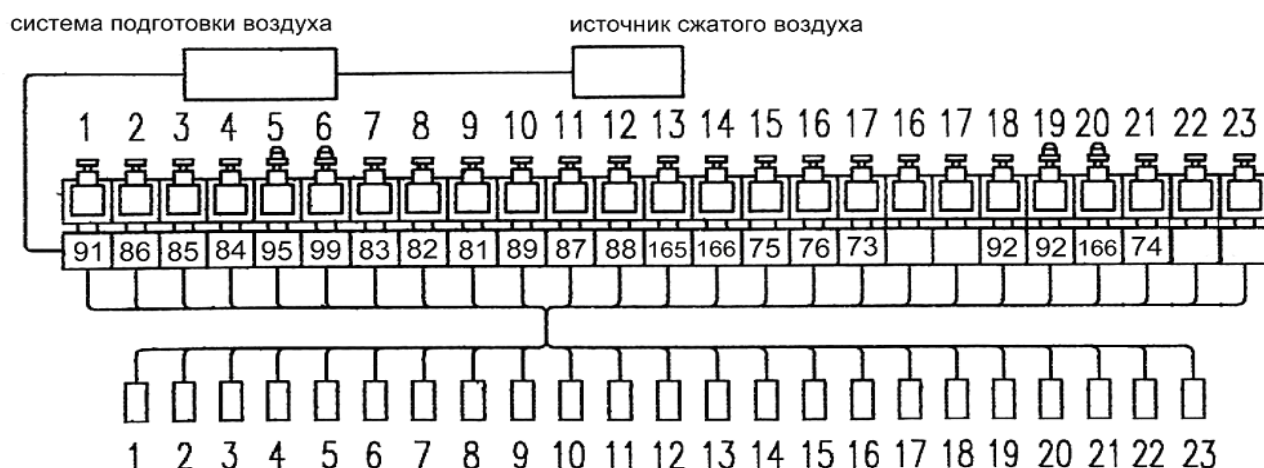 система подготовки воздуха источник сжатого воздуха
1 2 3 4 5 6 7 8 9 10 11 12 13 14 15 16 17 16 17 18 19 20 21 22 23
91 86 85 84 95 99 83 82 81 89 87 88 165 166 75 76 73 92 92 166 74
1 2 3 4 5 6 7 8 9 10 11 12 13 14 15 16 17 18 19 20 21 22 23